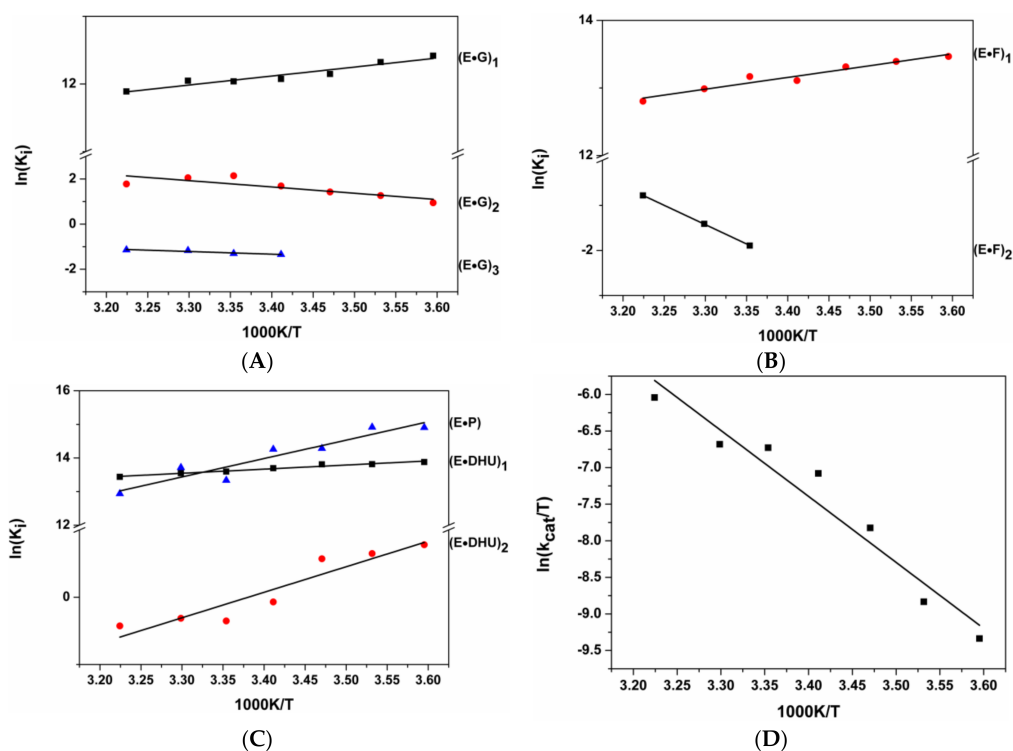 (E•G)1
12
ln(Ki)
2
(E•G)2
0
(E•G)3
-2
3.20 3.25 3.30 3.35 3.40 3.45 3.50 3.55 3.60
1000K/T
(A)
14
(E•F)1
12
ln(Ki)
-2
(E•F)2
3.20 3.25 3.30 3.35 3.40 3.45 3.50 3.55 3.60
1000K/T
(B)
16
(E•P)
14
(E•DHU)1
12
ln(Ki)
(E•DHU)2
0
3.20 3.25 3.30 3.35 3.40 3.45 3.50 3.55 3.60
1000K/T
(C)
-6.0
-6.5
-7.0
-7.5
ln(kcat/T)
-8.0
-8.5
-9.0
-9.5
3.20 3.25 3.30 3.35 3.40 3.45 3.50 3.55 3.60
1000K/T
(D)